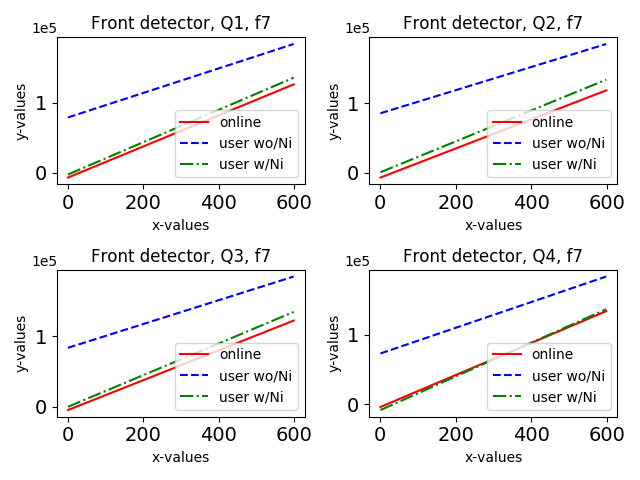 Front detector, Q1, f7
1e5
y-values
1
0
online
user wo/Ni
user w/Ni
0 200 400 600
x-values
Front detector, Q2, f7
1e5
y-values
1
0
online
user wo/Ni
user w/Ni
0 200 400 600
x-values
Front detector, Q3, f7
1e5
y-values
1
0
online
user wo/Ni
user w/Ni
0 200 400 600
x-values
Front detector, Q4, f7
1e5
y-values
1
0
online
user wo/Ni
user w/Ni
0 200 400 600
x-values